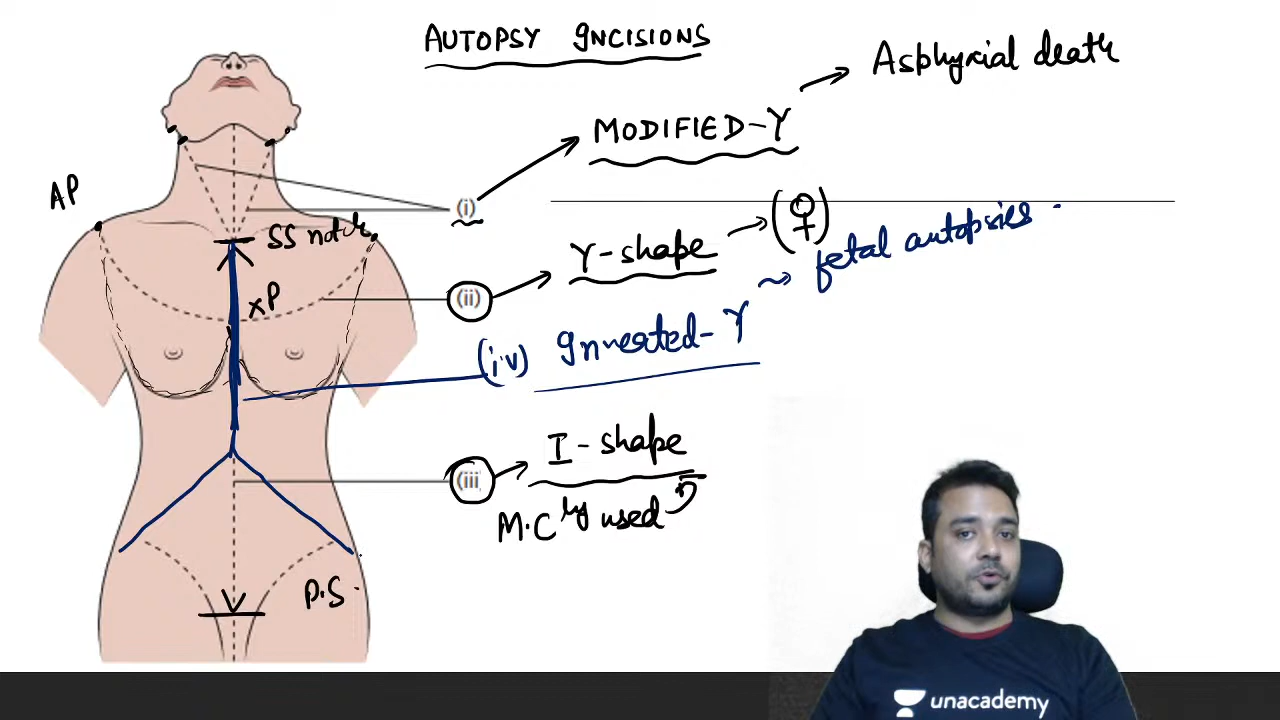 AUTOPSY INCISIONS
Asphyxial death
MODIFIED-Y
AP
(i)
SS notch
Y-shape
(♀)
fetal autopsies
(ii)
XP
(iv) Inverted-Y
I-shape
(iii
M.C ly used
P.S
unacademy